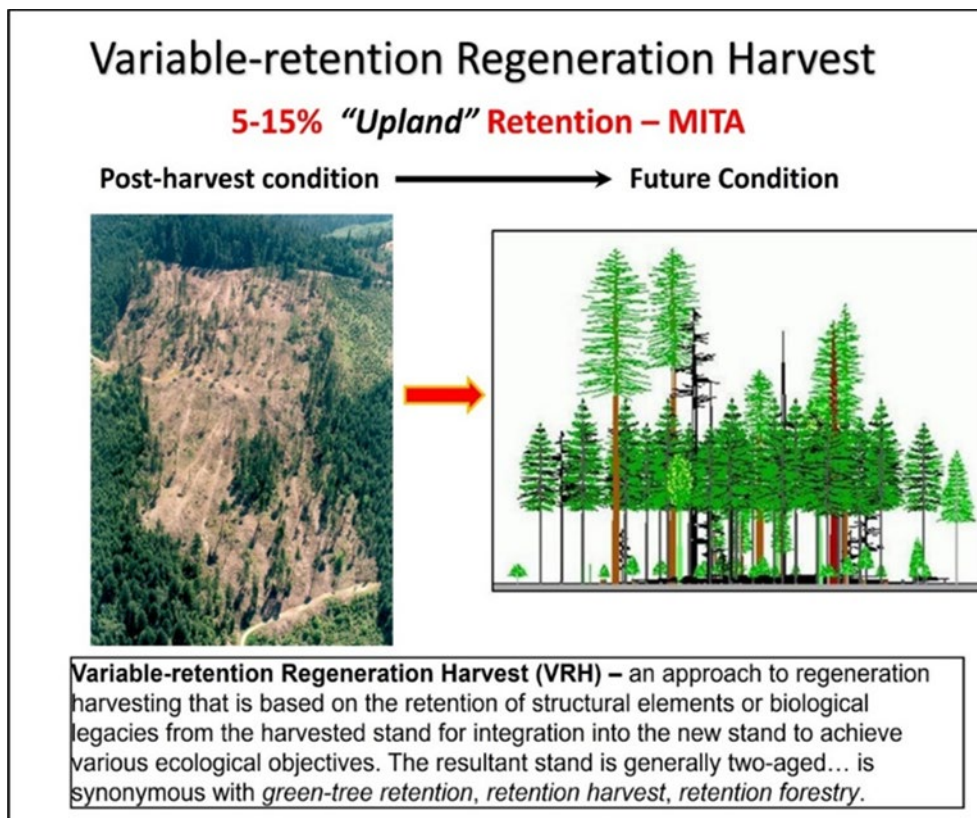 Variable-retention Regeneration Harvest
5-15% “Upland” Retention – MITA
Post-harvest condition Future Condition
Variable-retention Regeneration Harvest (VRH) – an approach to regeneration
harvesting that is based on the retention of structural elements or biological
legacies from the harvested stand for integration into the new stand to achieve
various ecological objectives. The resultant stand is generally two-aged… is
synonymous with green-tree retention, retention harvest, retention forestry.